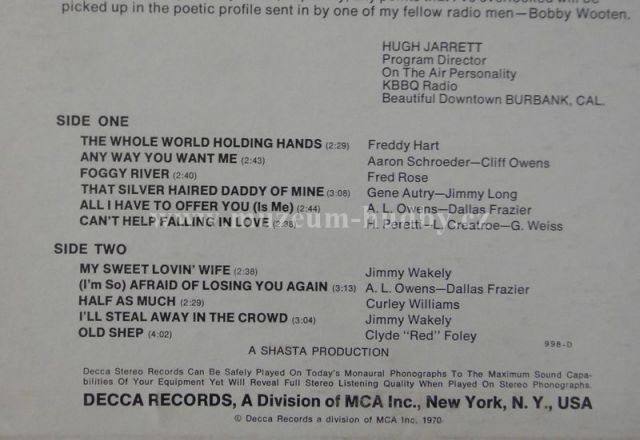 picked up in the poetic profile sent in by one of my fellow radio men—Bobby Wooten.
HUGH JARRETT
Program Director
On The Air Personality
KBBQ Radio
Beautiful Downtown BURBANK, CAL.
SIDE ONE
THE WHOLE WORLD HOLDING HANDS (2:29) Freddy Hart
ANY WAY YOU WANT ME (2:43) Aaron Schroeder—Cliff Owens
FOGGY RIVER (2:40) Fred Rose
THAT SILVER HAIRED DADDY OF MINE (3:08) Gene Autry—Jimmy Long
ALL I HAVE TO OFFER YOU (Is Me) (2:44) A. L. Owens—Dallas Frazier
CAN'T HELP FALLING IN LOVE H. Peratti—L. Creatroe—G. Weiss
SIDE TWO
MY SWEET LOVIN' WIFE (2:38) Jimmy Wakely
(I'm So) AFRAID OF LOSING YOU AGAIN (3:13) A. L. Owens—Dallas Frazier
HALF AS MUCH (2:29) Curley Williams
I'LL STEAL AWAY IN THE CROWD (3:04) Jimmy Wakely
OLD SHEP (4:02) Clyde "Red" Foley
998-D
A SHASTA PRODUCTION
Decca Stereo Records Can Be Safely Played On Today's Monaural Phonographs To The Maximum Sound Capa-
bilities Of Your Equipment Yet Will Reveal Full Stereo Listening Quality When Played On Stereo Phonographs.
DECCA RECORDS, A Division of MCA Inc., New York, N. Y., USA
© Decca Records a division of MCA Inc. 1970